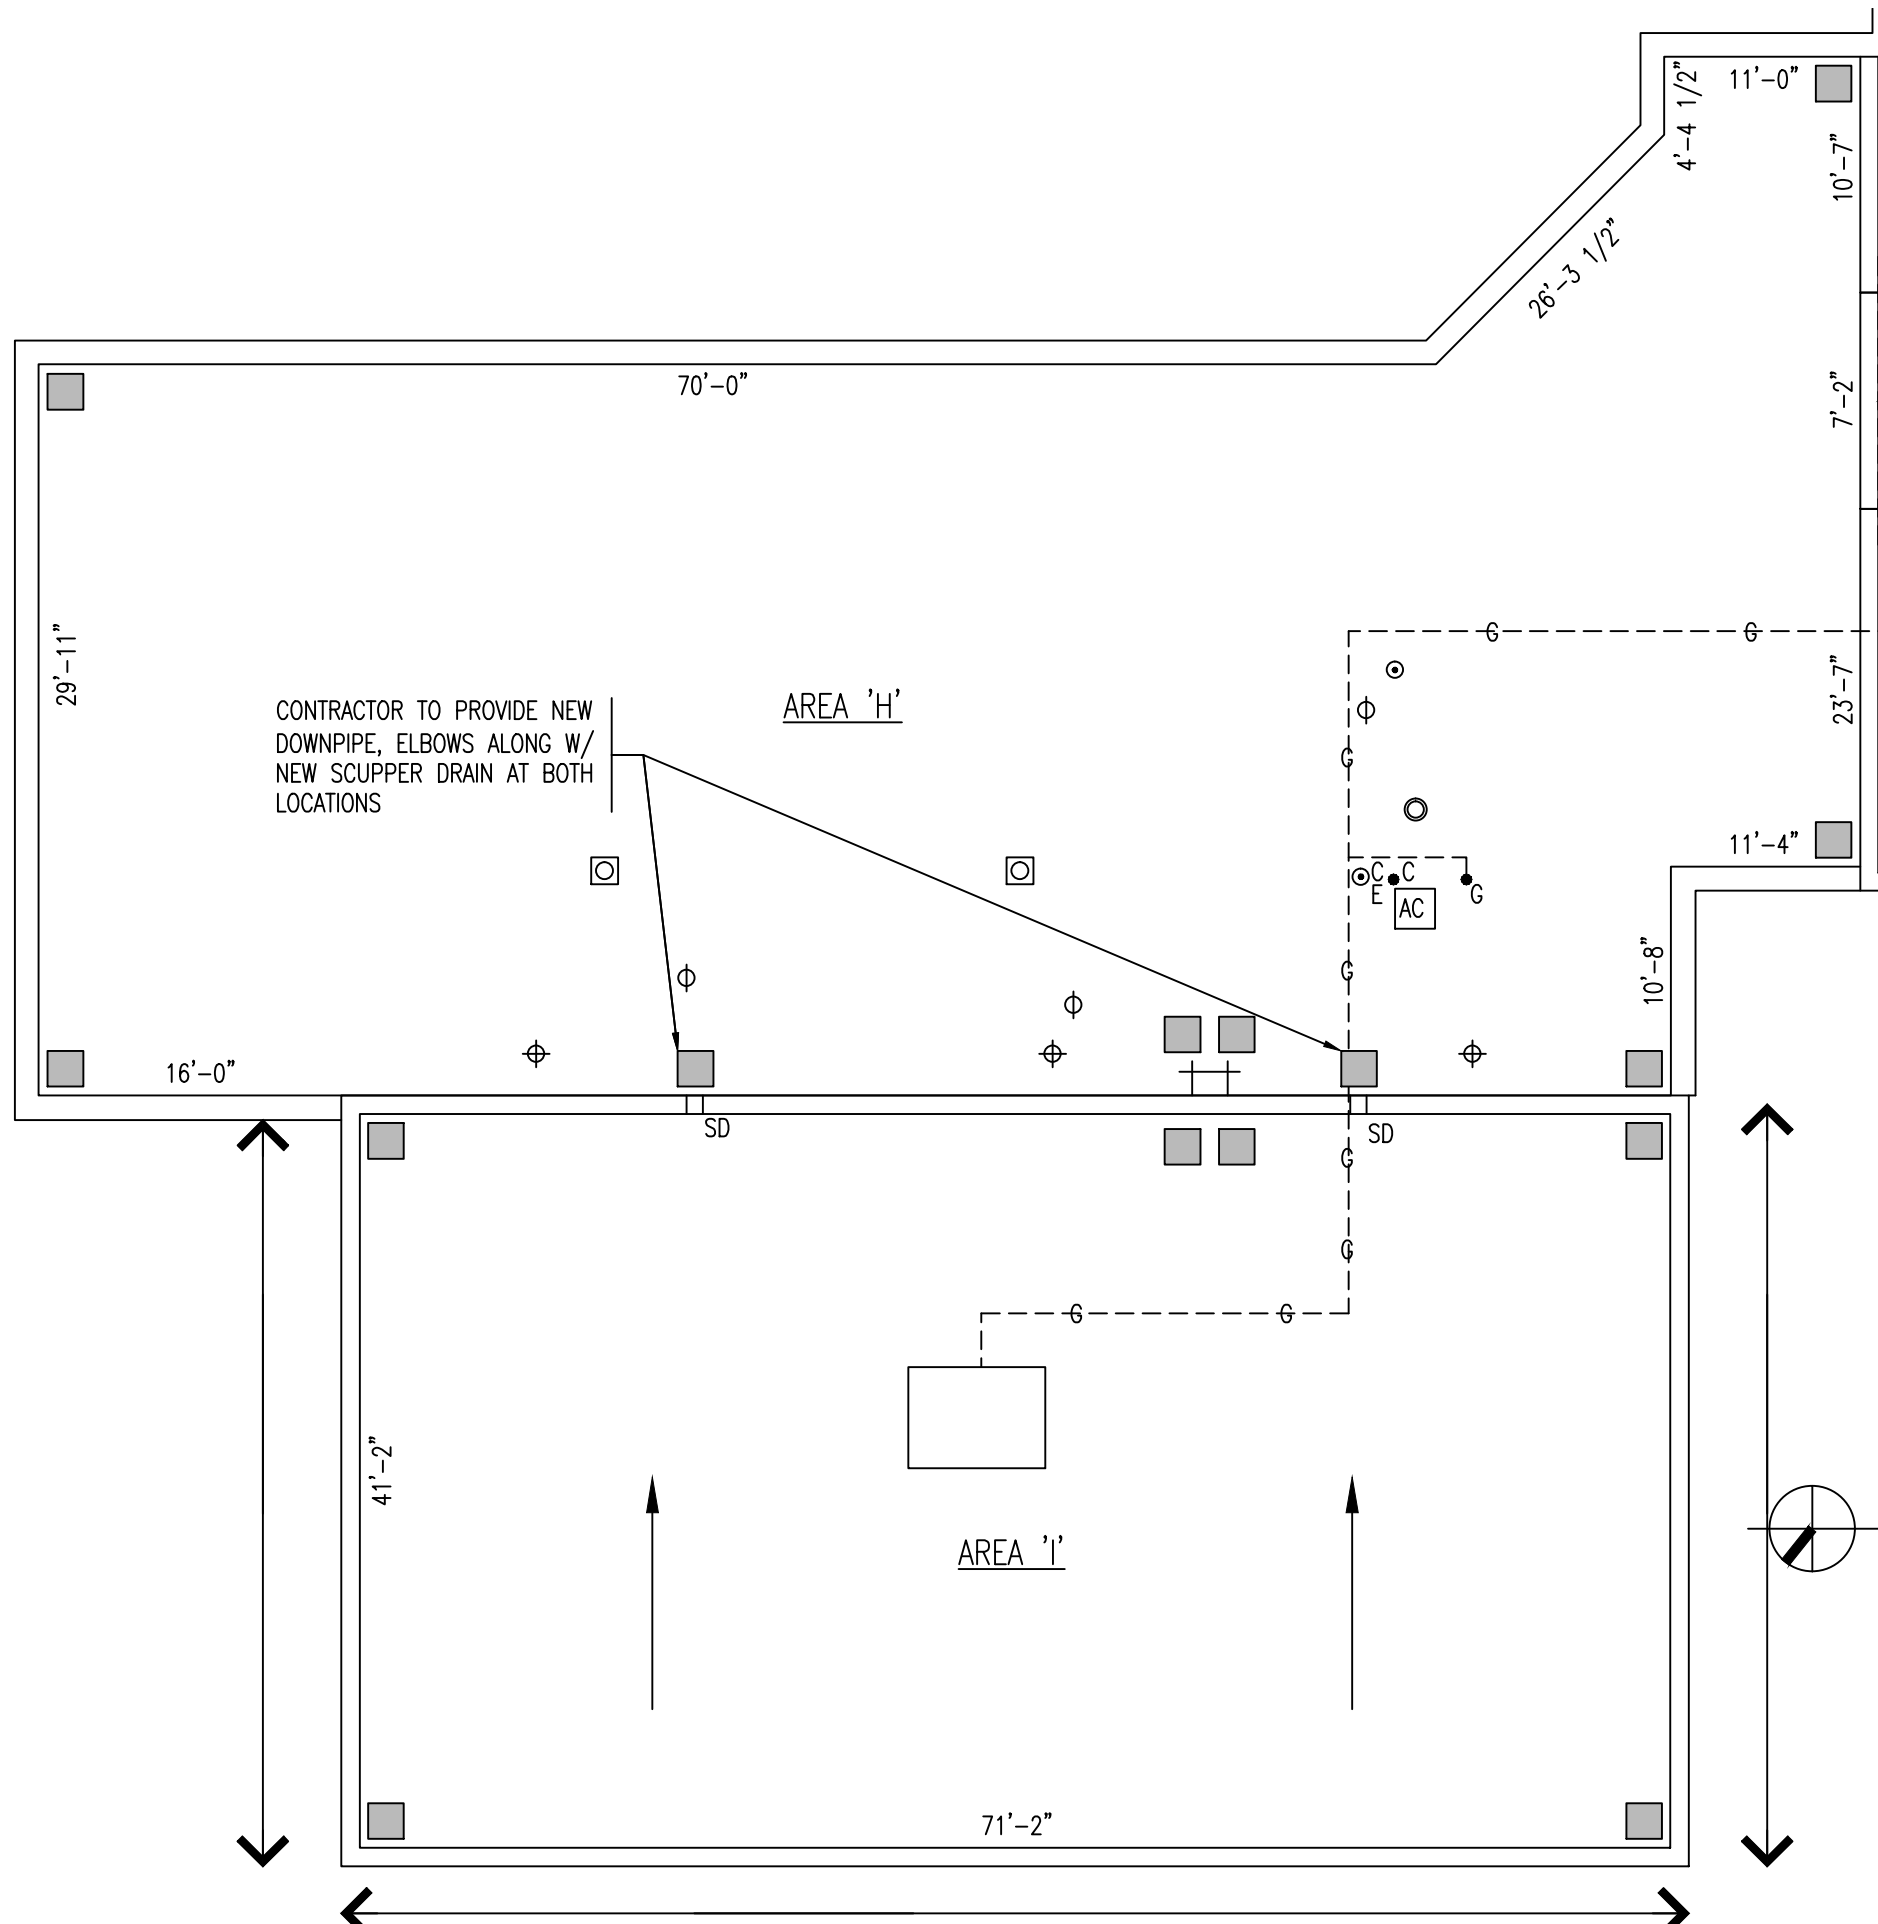 11'-0"
4'-4 1/2"
10'-7"
26'-3 1/2"
70'-0"
7'-2"
29'-11"
G
G
23'-7"
AREA 'H'
CONTRACTOR TO PROVIDE NEW
DOWNPIPE, ELBOWS ALONG W/
NEW SCUPPER DRAIN AT BOTH
LOCATIONS
G
11'-4"
C
C
E
G
AC
10'-8"
G
16'-0"
SD
SD
G
G
G
G
41'-2"
AREA 'I'
71'-2"